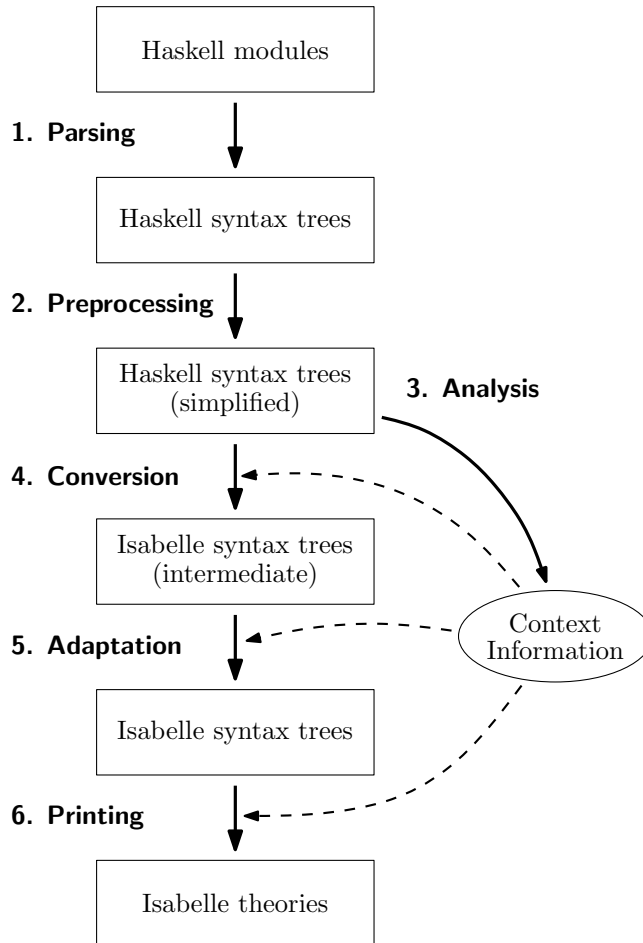 Haskell modules
1. Parsing
Haskell syntax trees
2. Preprocessing
Haskell syntax trees
(simplified)
3. Analysis
4. Conversion
Isabelle syntax trees
(intermediate)
Context
Information
5. Adaptation
Isabelle syntax trees
6. Printing
Isabelle theories